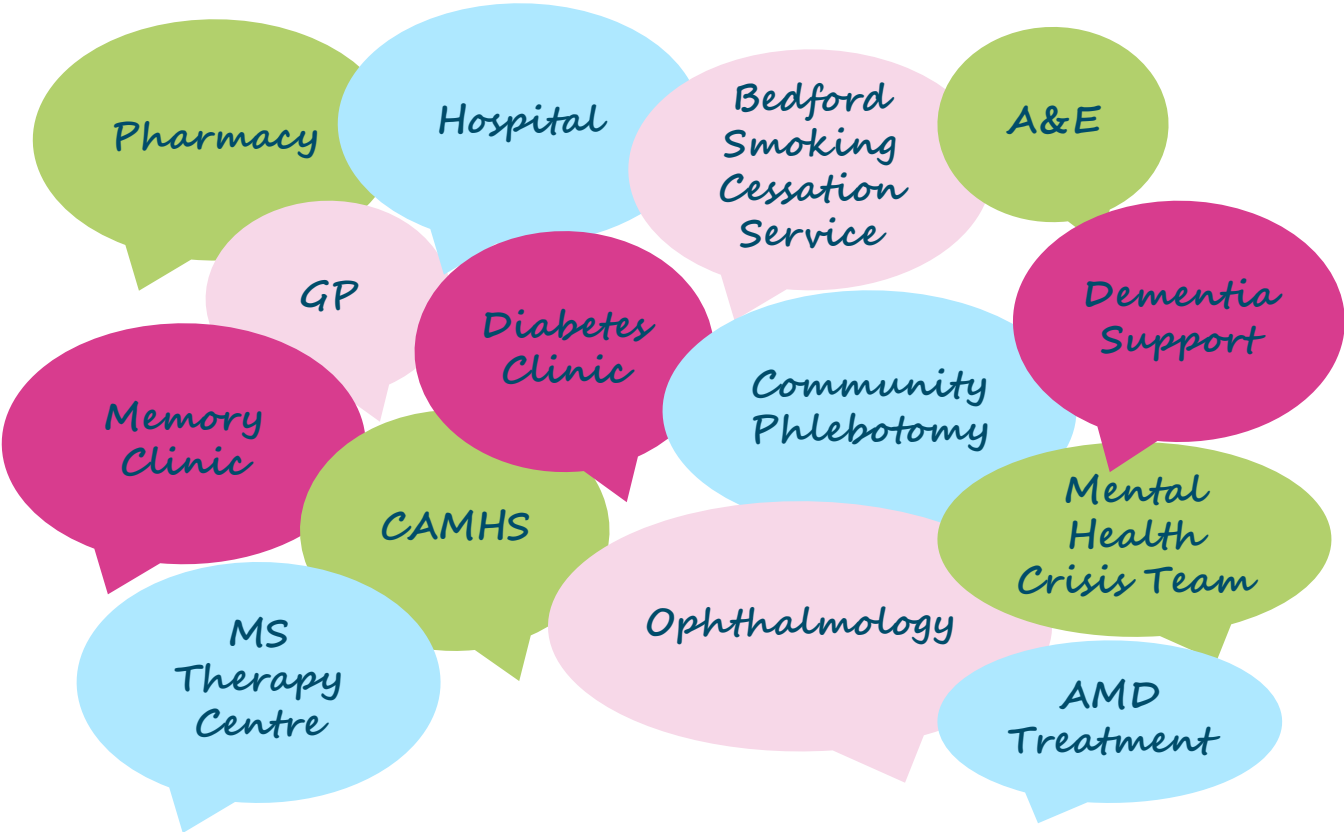 Pharmacy
Hospital
Bedford
Smoking
Cessation
Service
A&E
GP
Diabetes
Clinic
Dementia
Support
Memory
Clinic
Community
Phlebotomy
CAMHS
Mental
Health
Crisis Team
MS
Therapy
Centre
Ophthalmology
AMD
Treatment